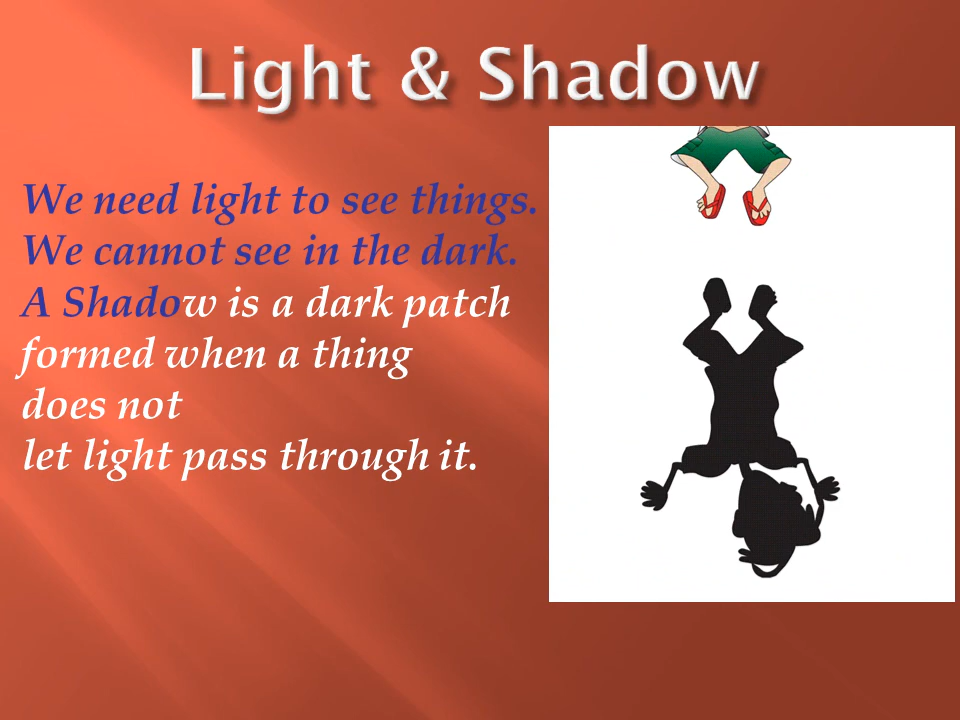 Light & Shadow
We need light to see things.
We cannot see in the dark.
A Shadow is a dark patch
formed when a thing
does not
let light pass through it.